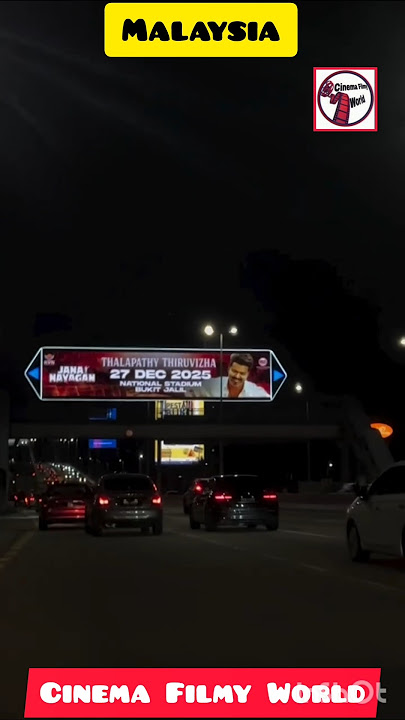 MALAYSIA
Cinema Filmy
World
JANA
NAYAGAN
THALAPATHY THIRUVIZHA
27 DEC 2025
NATIONAL STADIUM
BUKIT JALIL
CINEMA FILMY WORLD